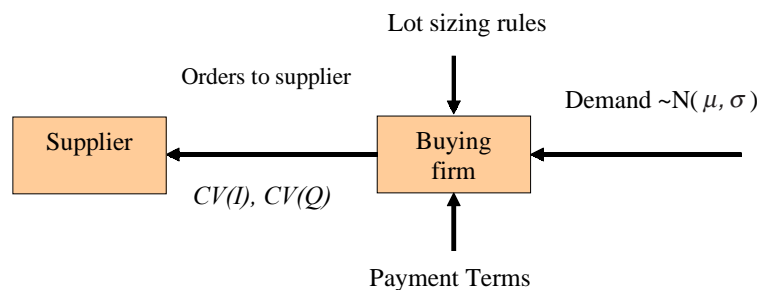 Lot sizing rules
Orders to supplier
Demand ~N( μ, σ )
Supplier
Buying
firm
CV(I), CV(Q)
Payment Terms